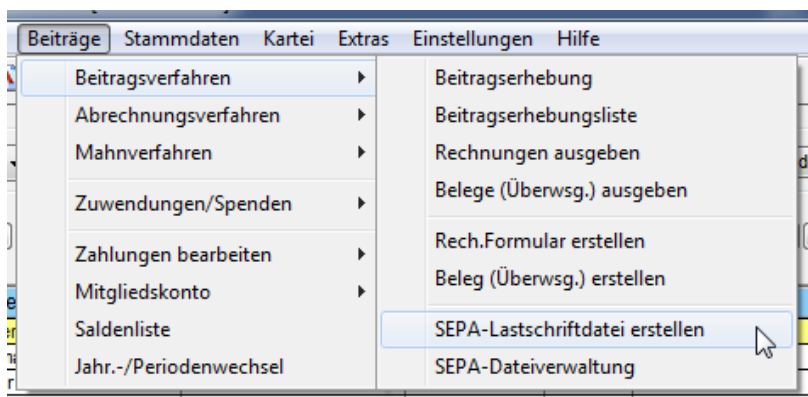 Beiträge Stammdaten Kartei Extras Einstellungen Hilfe
Beitragsverfahren
Abrechnungsverfahren
Mahnverfahren
Zuwendungen/Spenden
Zahlungen bearbeiten
Mitgliedskonto
Saldenliste
Jahr.-/Periodenwechsel
Beitragserhebung
Beitragserhebungsliste
Rechnungen ausgeben
Belege (Überwsg.) ausgeben
Rech.Formular erstellen
Beleg (Überwsg.) erstellen
SEPA-Lastschriftdatei erstellen
SEPA-Dateiverwaltung